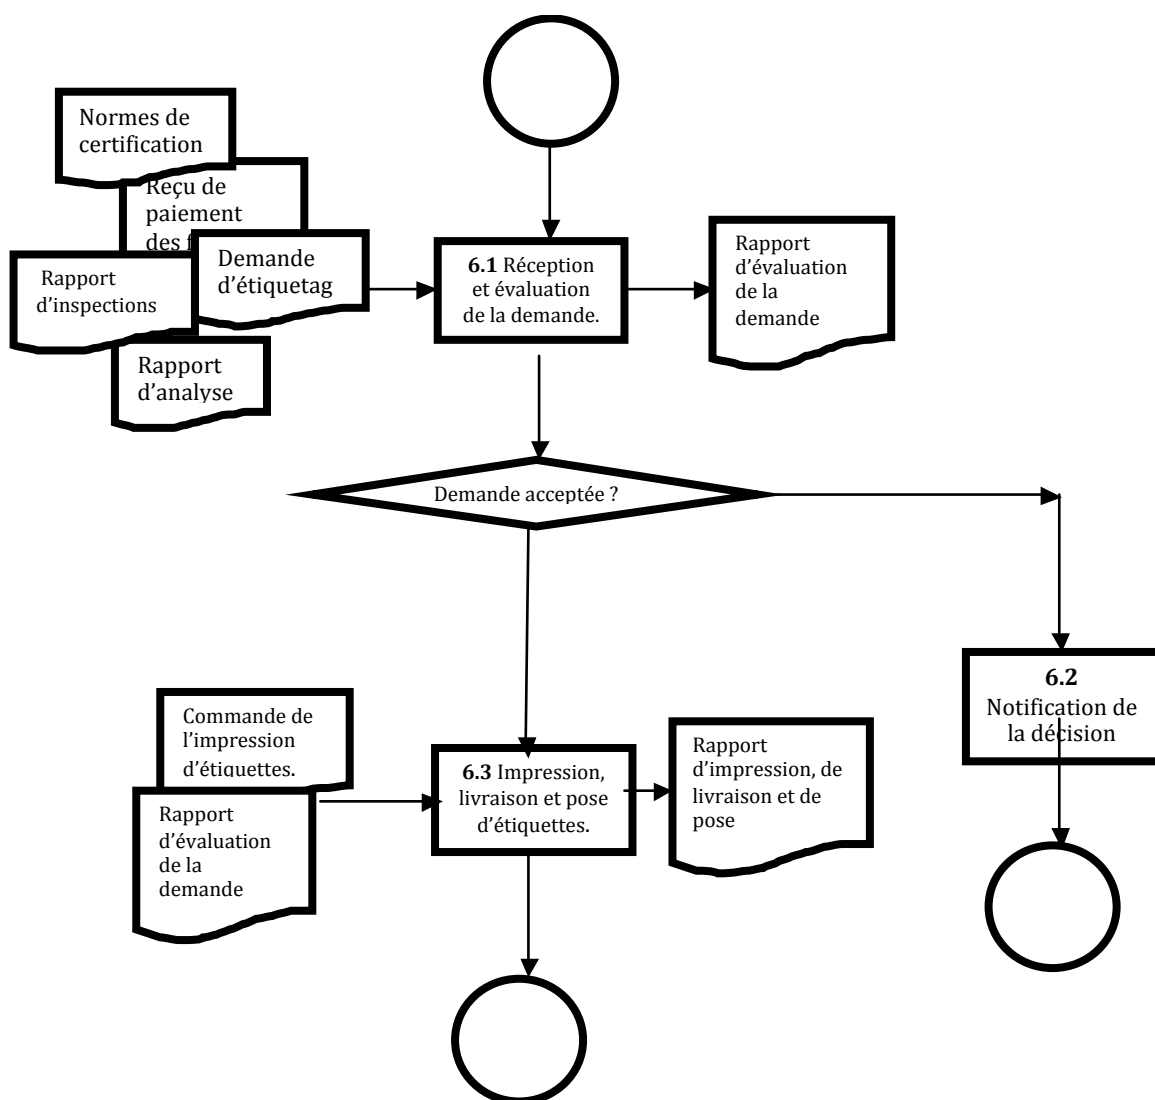 Normes de
certification
Reçu de
paiement
des
Demande
d'étiquetag
Rapport
d'inspections
Rapport
d'analyse
6.1 Réception
et évaluation
de la demande.
Rapport
d'évaluation
de la
demande
Demande acceptée ?
6.2
Notification de
la décision
Commande de
l'impression
d'étiquettes.
Rapport
d'évaluation
de la
demande
6.3 Impression,
livraison et pose
d'étiquettes.
Rapport
d'impression, de
livraison et de
pose